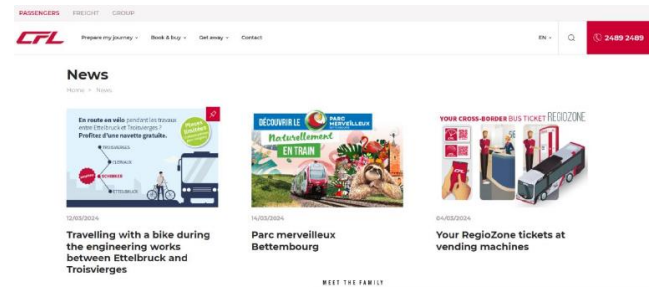 PASSENGERS FREIGHT GROUP
CFL
Prepare my journey Book & buy Get away Contact
EN
2489 2489
News
Home > News
En route en vélo pendant les travaux
entre Ettelbruck et Troisvierges ?
Profitez d'une navette gratuite.
TROISVIERGES
CLERVAUX
ETTELBRUCK
12/03/2024
Travelling with a bike during
the engineering works
between Ettelbruck and
Troisvierges
DÉCOUVRIR LE PARC MERVEILLEUX
BETTEMBOURG
Naturellement
EN TRAIN
14/03/2024
Parc merveilleux
Bettembourg
YOUR CROSS-BORDER BUS TICKET REGIOZONE
CFL
04/03/2024
Your RegioZone tickets at
vending machines
MEET THE FAMILY